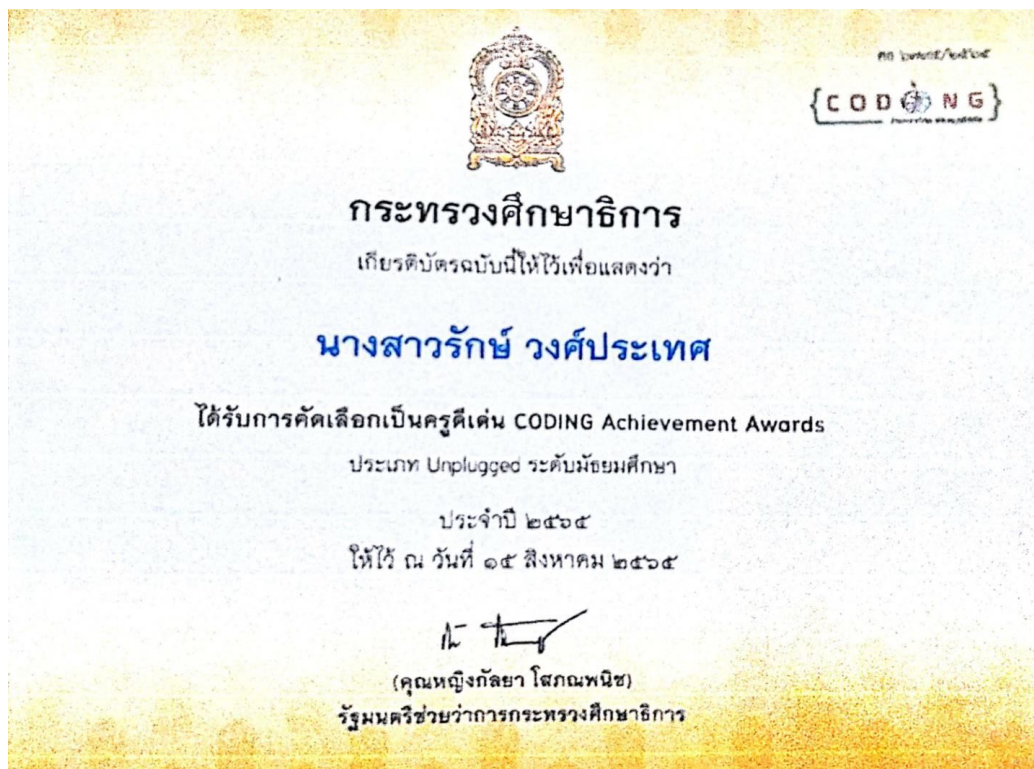 {CODING}
กระทรวงศึกษาธิการ
เกียรติบัตรฉบับนี้ให้ไว้เพื่อแสดงว่า
นางสาวรักษ์ วงศ์ประเทศ
ได้รับการคัดเลือกเป็นครูดีเด่น CODING Achievement Awards
ประเภท Unplugged ระดับมัธยมศึกษา
ประจำปี ๒๕๖๕
ให้ไว้ ณ วันที่ ๑๕ สิงหาคม ๒๕๖๕
(คุณหญิงกัลยา โสภณพนิช)
รัฐมนตรีช่วยว่าการกระทรวงศึกษาธิการ